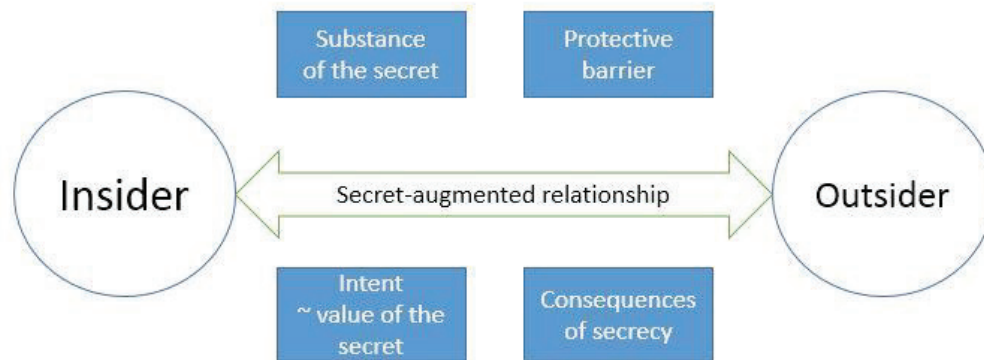 Substance
of the secret
Protective
barrier
Insider
Secret-augmented relationship
Outsider
Intent
~ value of the
secret
Consequences
of secrecy